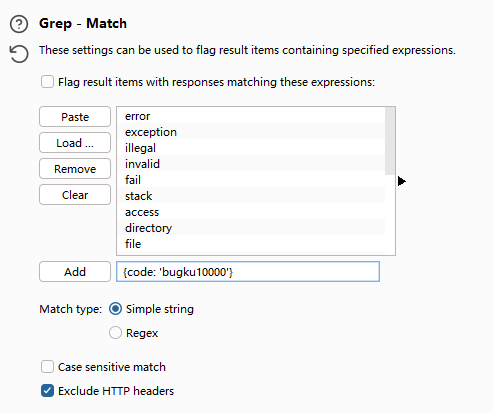 Grep - Match
These settings can be used to flag result items containing specified expressions.
Flag result items with responses matching these expressions:
Paste
Load ...
Remove
Clear
error
exception
illegal
invalid
fail
stack
access
directory
file
Add
{code: 'bugku10000'}
Match type:
Simple string
Regex
Case sensitive match
Exclude HTTP headers